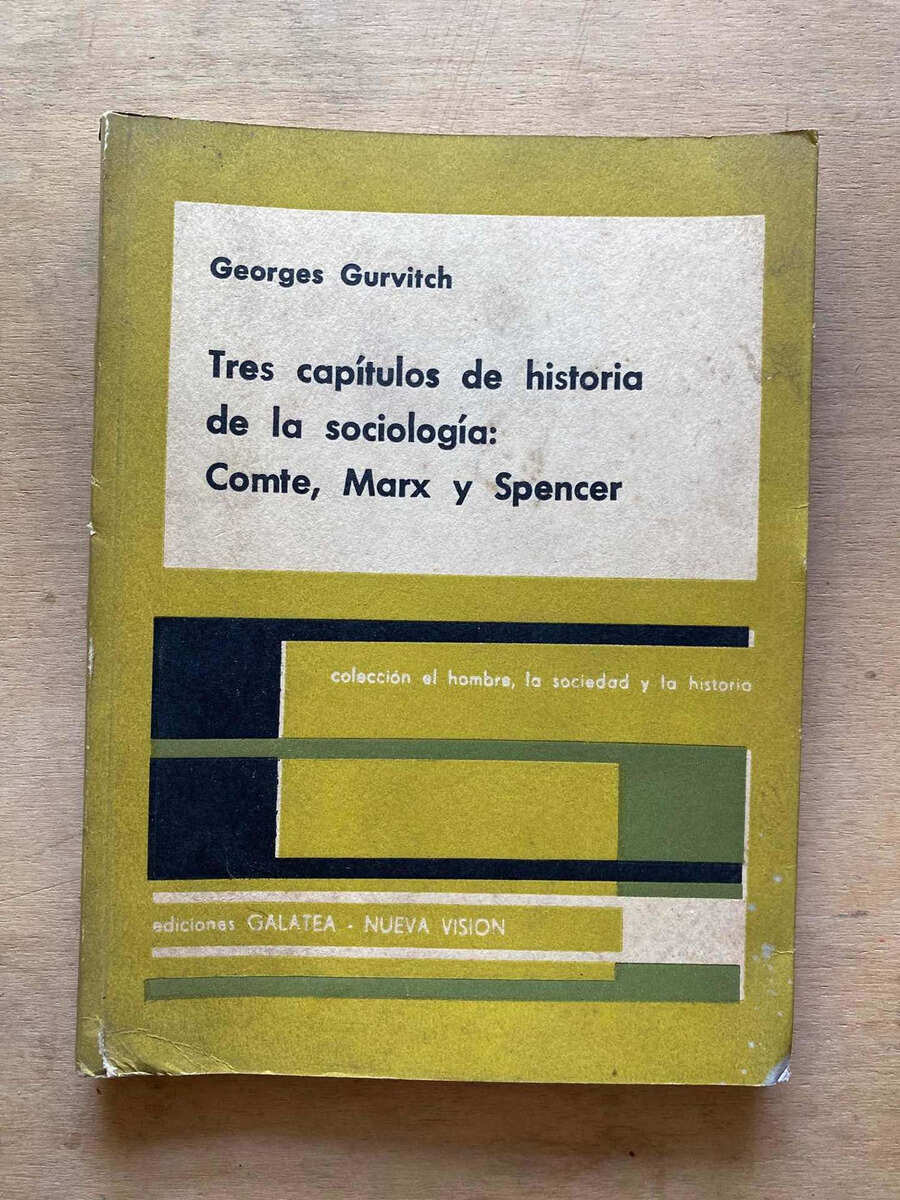 Georges Gurvitch
Tres capítulos de historia
de la sociología:
Comte, Marx y Spencer
colección el hombre, la sociedad y la historia
ediciones GALATEA - NUEVA VISION